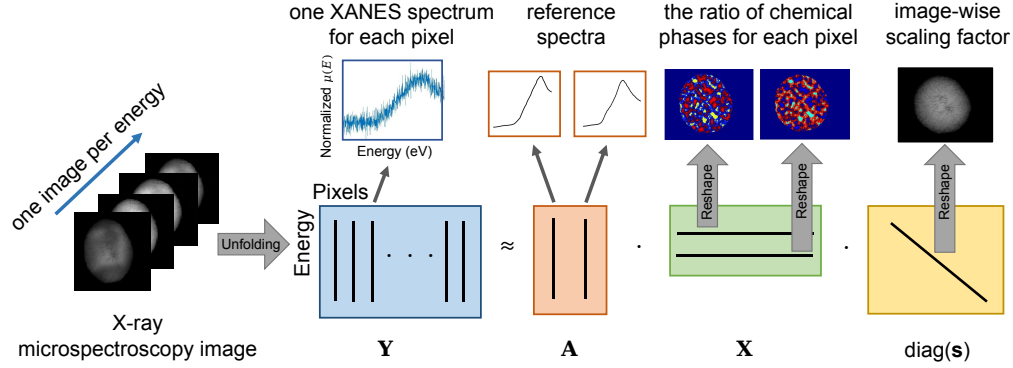 one XANES spectrum
for each pixel
reference
spectra
the ratio of chemical
phases for each pixel
image-wise
scaling factor
one image per energy
Normalized μ(E)
Energy (eV)
Reshape
Reshape
Reshape
Pixels
Energy
Unfolding
· · ·
≈
·
·
X-ray
microspectroscopy image
Y
A
X
diag(s)